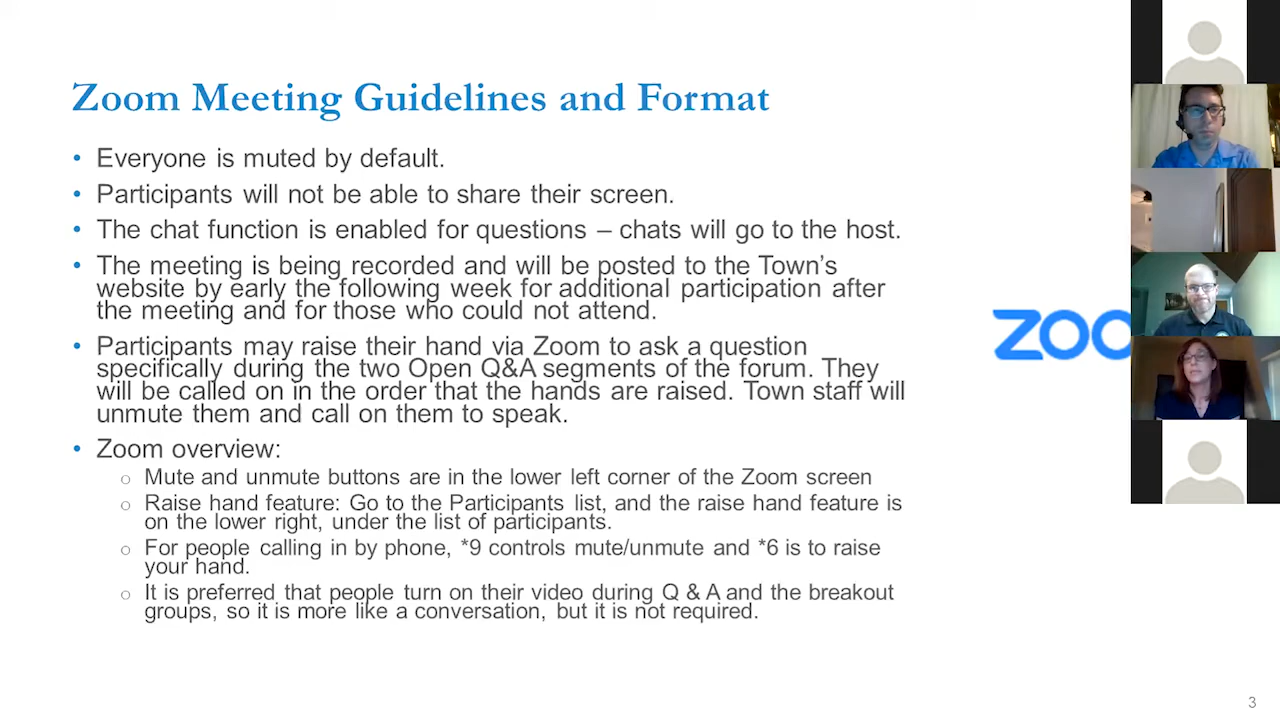 Zoom Meeting Guidelines and Format
• Everyone is muted by default.
• Participants will not be able to share their screen.
• The chat function is enabled for questions – chats will go to the host.
• The meeting is being recorded and will be posted to the Town's
website by early the following week for additional participation after
the meeting and for those who could not attend.
• Participants may raise their hand via Zoom to ask a question
specifically during the two Open Q&A segments of the forum. They
will be called on in the order that the hands are raised. Town staff will
unmute them and call on them to speak.
• Zoom overview:
○ Mute and unmute buttons are in the lower left corner of the Zoom screen
○ Raise hand feature: Go to the Participants list, and the raise hand feature is
on the lower right, under the list of participants.
○ For people calling in by phone, *9 controls mute/unmute and *6 is to raise
your hand.
○ It is preferred that people turn on their video during Q & A and the breakout
groups, so it is more like a conversation, but it is not required.
zoo
3